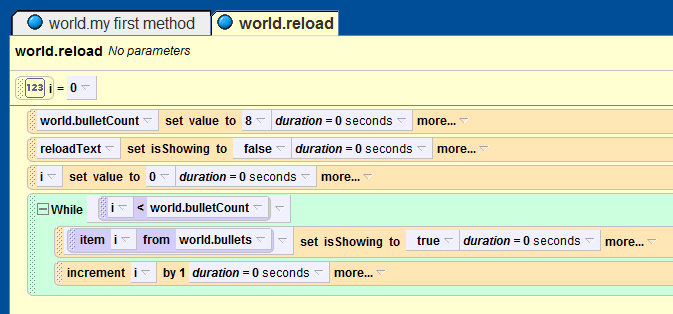 world.my first method world.reload
world.reload No parameters
123 i = 0
world.bulletCount set value to 8 duration = 0 seconds more...
reloadText set isShowing to false duration = 0 seconds more...
i set value to 0 duration = 0 seconds more...
While i < world.bulletCount
item i from world.bullets set isShowing to true duration = 0 seconds more...
increment i by 1 duration = 0 seconds more...